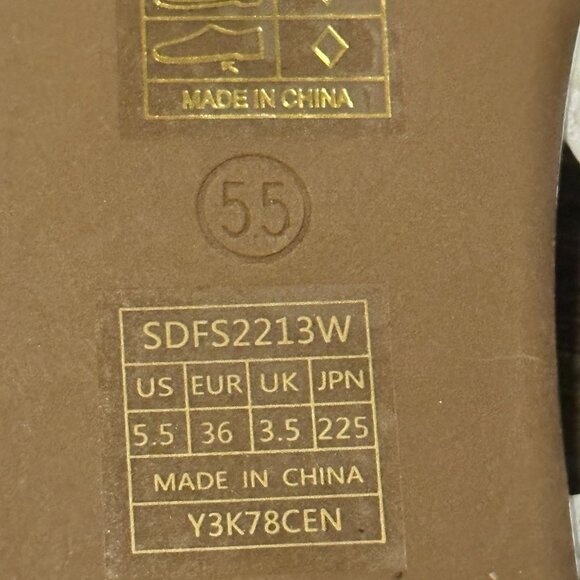 MADE IN CHINA
5.5
SDFS2213W
US EUR UK JPN
5.5 36 3.5 225
MADE IN CHINA
Y3K78CEN